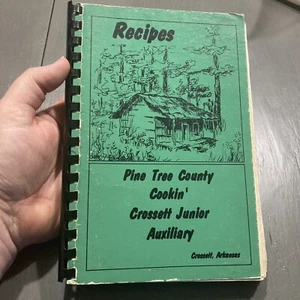 Recipes
Pine Tree County
Cookin'
Crossett Junior
Auxiliary
Crossett, Arkansas